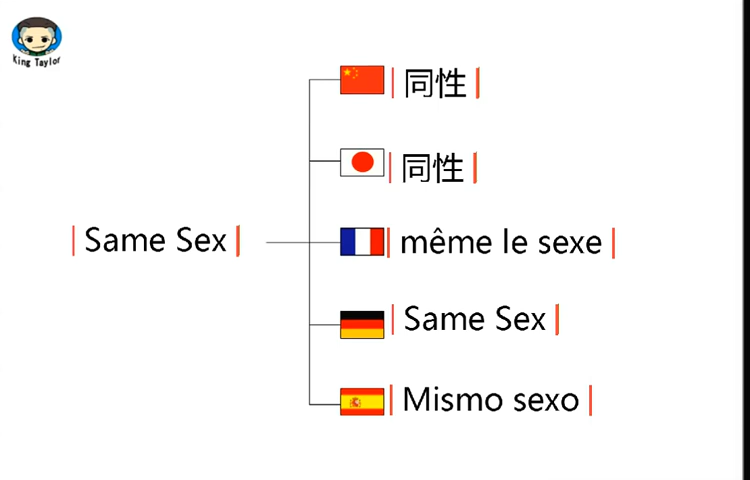 King Taylor
同性
同性
Same Sex
même le sexe
Same Sex
Mismo sexo